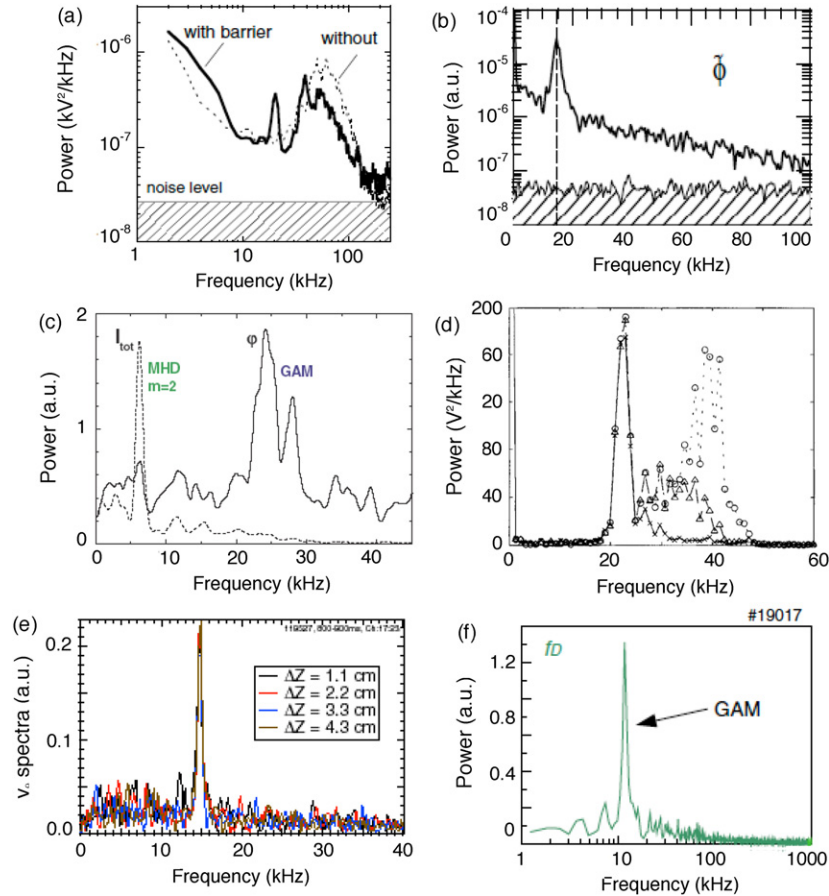 (a)
with barrier
without
noise level
10⁻⁶
10⁻⁷
10⁻⁸
Power (kV²/kHz)
1
10
100
Frequency (kHz)
(b)
ϕ̃
10⁻⁴
10⁻⁵
10⁻⁶
10⁻⁷
10⁻⁸
Power (a.u.)
0
20
40
60
80
100
Frequency (kHz)
(c)
I_tot
MHD
m=2
φ
GAM
2
1
0
Power (a.u.)
0
10
20
30
40
Frequency (kHz)
(d)
200
60
20
80
40
0
Power (V²/kHz)
0
20
40
60
Frequency (kHz)
(e)
ΔZ = 1.1 cm
ΔZ = 2.2 cm
ΔZ = 3.3 cm
ΔZ = 4.3 cm
0.2
0.1
0.0
spectra (a.u.)
0
10
20
30
40
Frequency (kHz)
#19017
(f)
fD
GAM
1.2
0.8
0.4
0
Power (a.u.)
1
10
100
1000
Frequency (kHz)